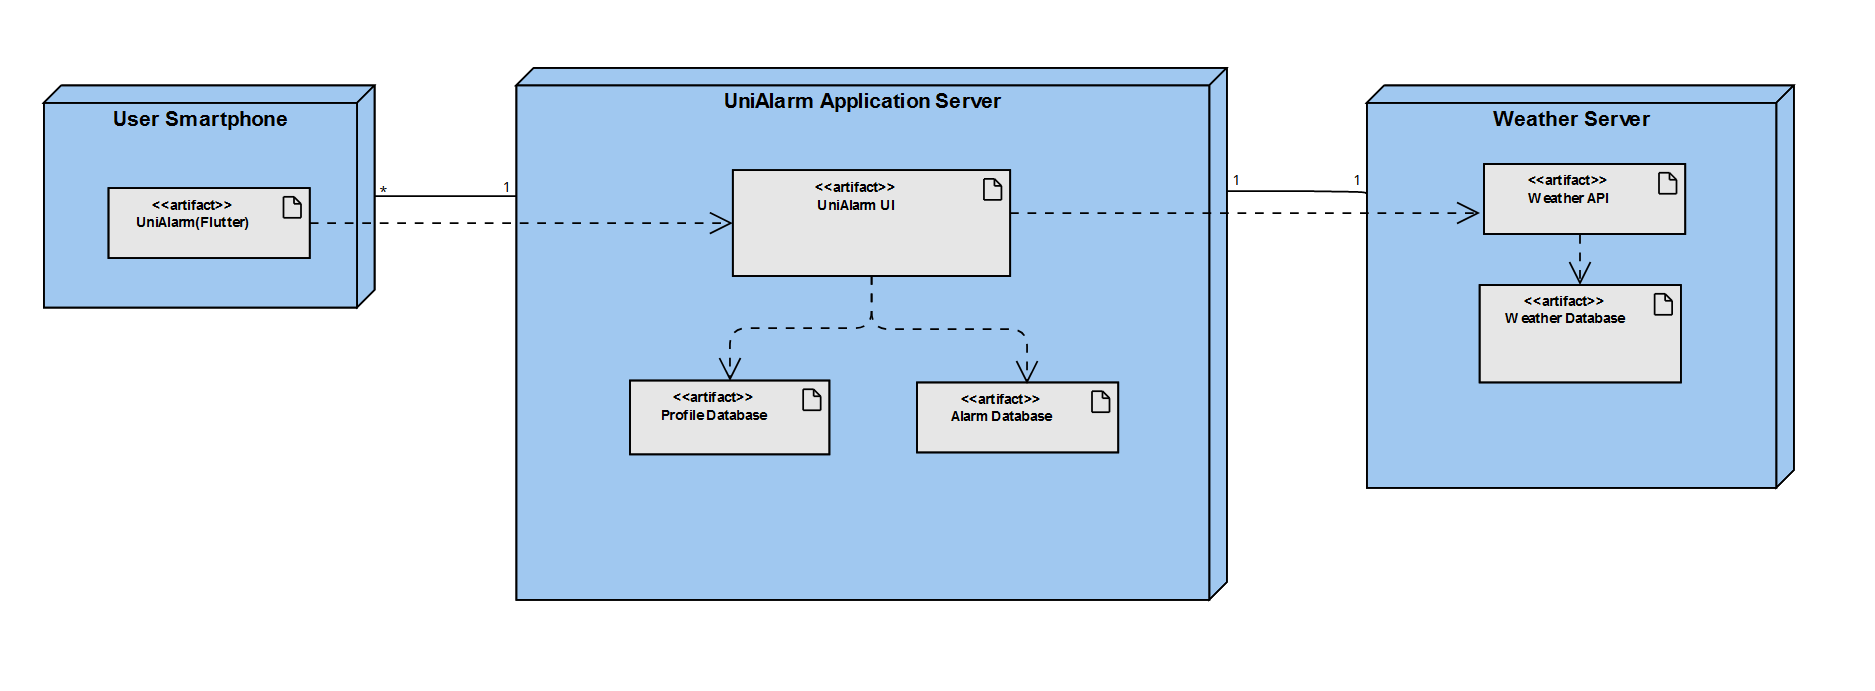 User Smartphone
<<artifact>>
UniAlarm(Flutter)
*
1
UniAlarm Application Server
<<artifact>>
UniAlarm UI
<<artifact>>
Profile Database
<<artifact>>
Alarm Database
1
1
Weather Server
<<artifact>>
Weather API
<<artifact>>
Weather Database